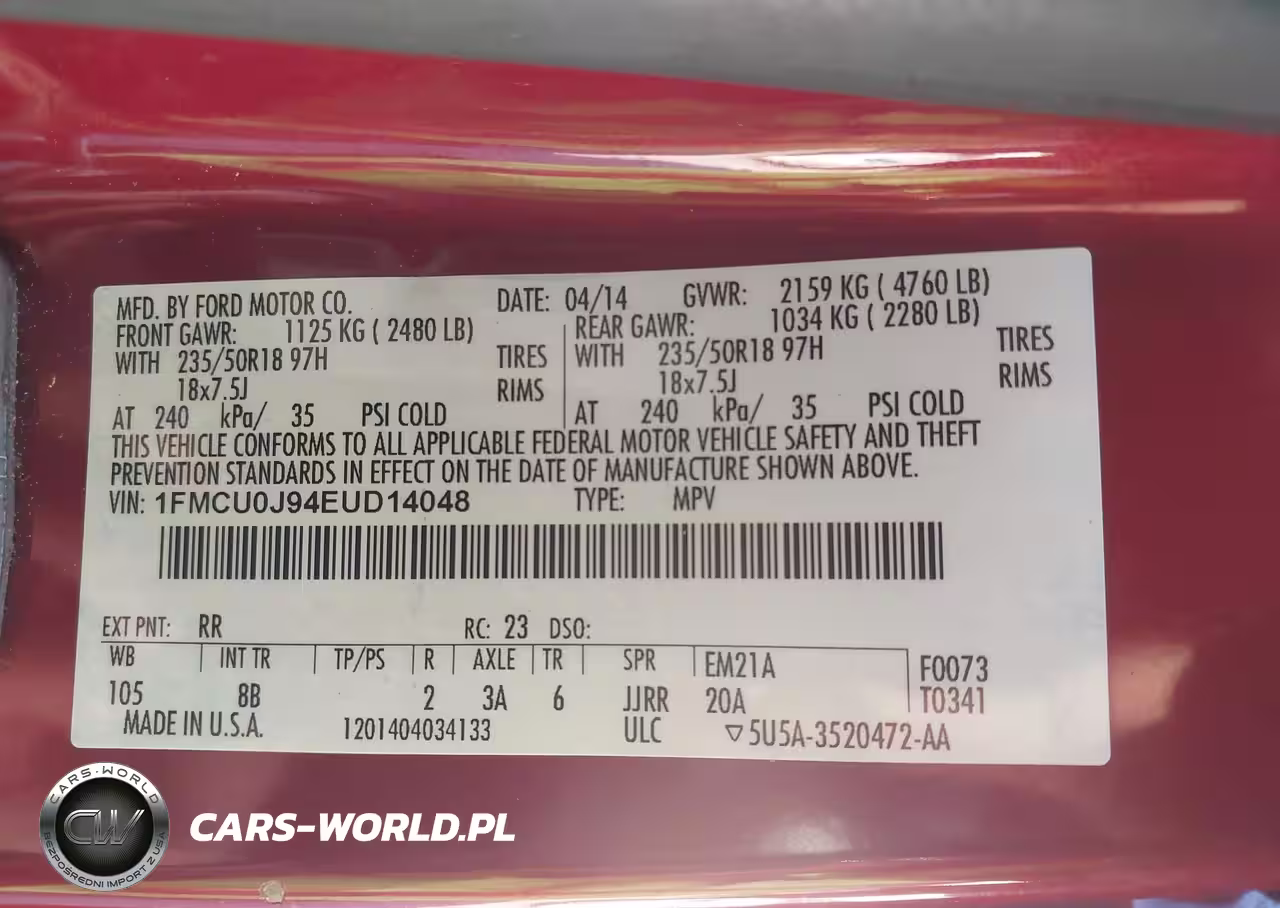 MFD. BY FORD MOTOR CO. DATE: 04/14 GVWR: 2159 KG ( 4760 LB)
FRONT GAWR: 1125 KG ( 2480 LB) REAR GAWR: 1034 KG ( 2280 LB)
WITH 235/50R18 97H TIRES WITH 235/50R18 97H TIRES
18x7.5J RIMS 18x7.5J RIMS
AT 240 kPa/ 35 PSI COLD AT 240 kPa/ 35 PSI COLD
THIS VEHICLE CONFORMS TO ALL APPLICABLE FEDERAL MOTOR VEHICLE SAFETY AND THEFT
PREVENTION STANDARDS IN EFFECT ON THE DATE OF MANUFACTURE SHOWN ABOVE.
VIN: 1FMCU0J94EUD14048 TYPE: MPV
EXT PNT: RR RC: 23 DSO:
WB INT TR TP/PS R AXLE TR SPR EM21A F0073
105 8B 2 3A 6 JJRR 20A T0341
MADE IN U.S.A. 1201404034133 ULC ▽5U5A-3520472-AA
CARS-WORLD
CW
BEZPOŚREDNI IMPORT Z USA
CARS-WORLD.PL